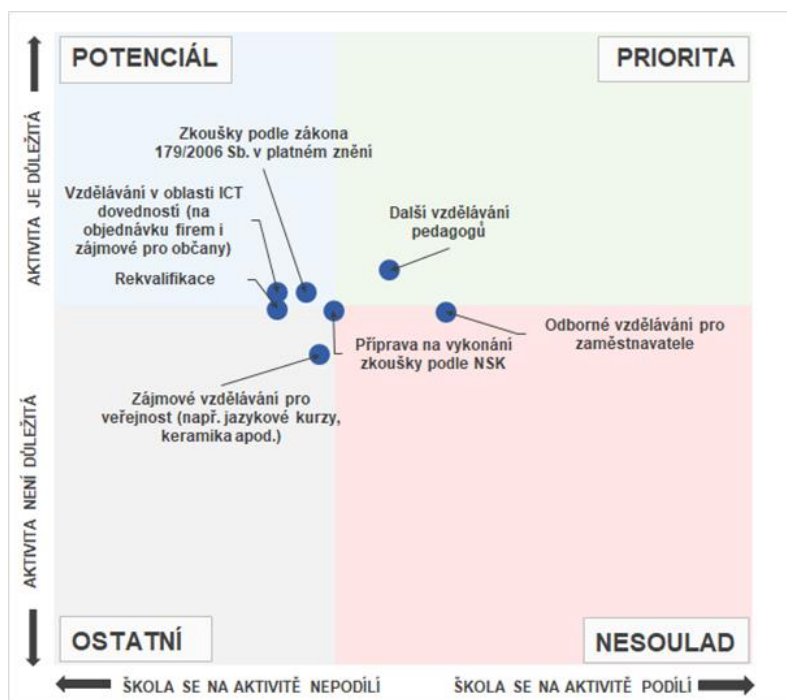 POTENCIÁL
PRIORITA
Zkoušky podle zákona
179/2006 Sb. v platném znění
Vzdělávání v oblasti ICT
dovedností (na
objednávku firem i
zájmové pro občany)
Další vzdělávání
pedagogů
Rekvalifikace
Příprava na vykonání
zkoušky podle NSK
Odborné vzdělávání pro
zaměstnavatele
Zájmové vzdělávání pro
veřejnost (např. jazykové kurzy,
keramika apod.)
OSTATNÍ
NESOULAD
AKTIVITA JE DŮLEŽITÁ
AKTIVITA NENÍ DŮLEŽITÁ
ŠKOLA SE NA AKTIVITĚ NEPODÍLÍ
ŠKOLA SE NA AKTIVITĚ PODÍLÍ